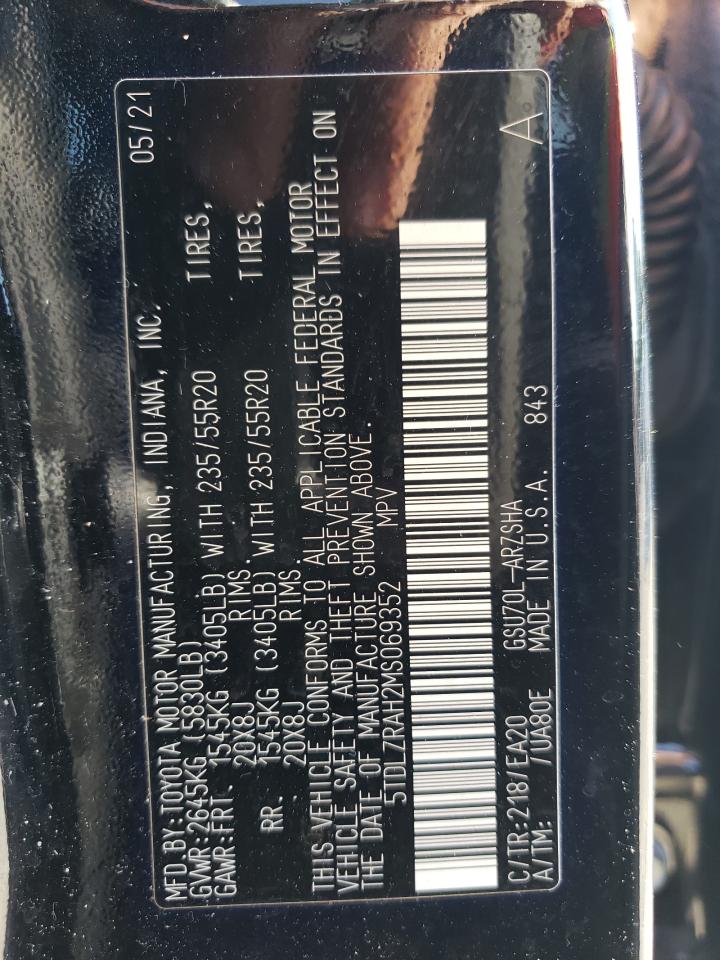 MFD.BY:TOYOTA MOTOR MANUFACTURING, INDIANA, INC. 05/21
GVWR:2645KG (5830LB)
GAWR:FRT. 1545KG (3405LB) WITH 235/55R20 TIRES,
20X8J RIMS.
RR. 1545KG (3405LB) WITH 235/55R20 TIRES,
20X8J RIMS
THIS VEHICLE CONFORMS TO ALL APPLICABLE FEDERAL MOTOR
VEHICLE SAFETY AND THEFT PREVENTION STANDARDS IN EFFECT ON
THE DATE OF MANUFACTURE SHOWN ABOVE.
5TDLZRAH2MS069352 MPV
C/TR:218/EA20 GSU70L-ARZSHA A
A/TM: /UA80E MADE IN U.S.A. 843